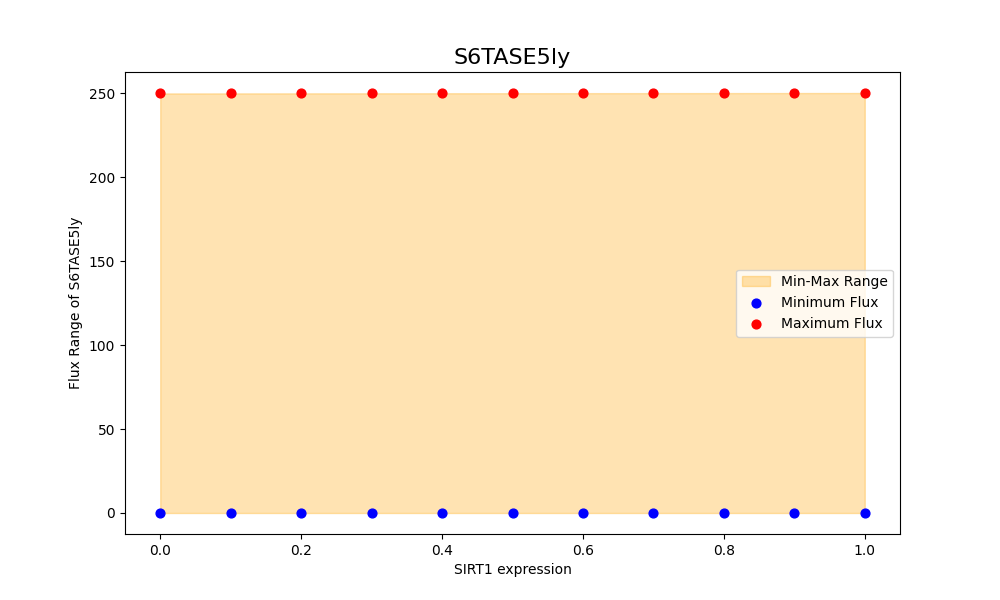 S6TASE5ly
250
200
150
100
50
0
Flux Range of S6TASE5ly
Min-Max Range
Minimum Flux
Maximum Flux
0.0 0.2 0.4 0.6 0.8 1.0
SIRT1 expression